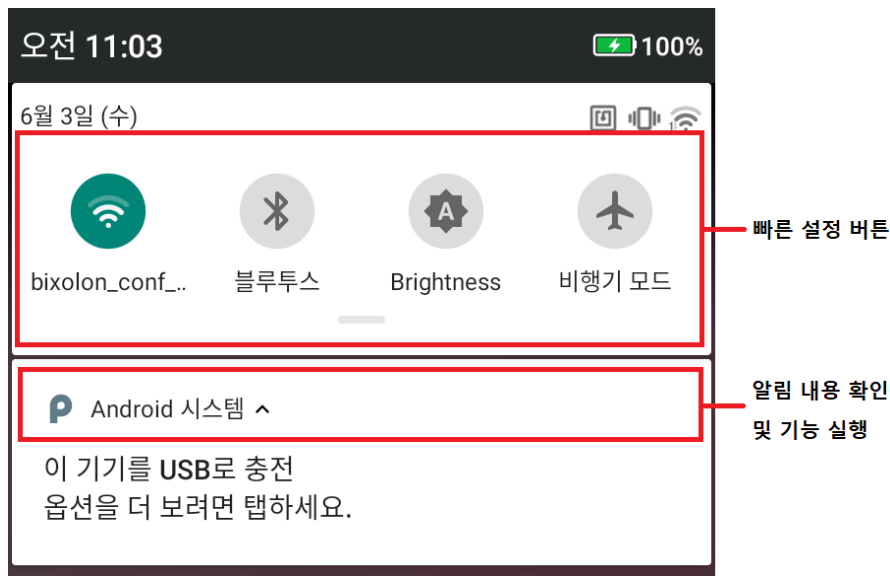 오전 11:03
100%
6월 3일 (수)
A
빠른 설정 버튼
bixolon_conf_..
블루투스
Brightness
비행기 모드
Android 시스템
알림 내용 확인
및 기능 실행
이 기기를 USB로 충전
옵션을 더 보려면 탭하세요.